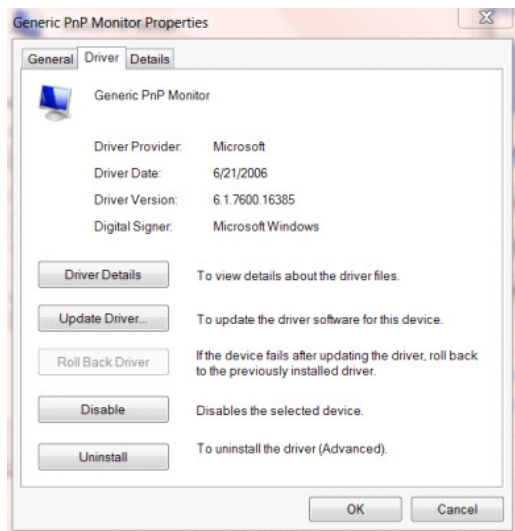 Generic PnP Monitor Properties
General Driver Details
Generic PnP Monitor
Driver Provider: Microsoft
Driver Date: 6/21/2006
Driver Version: 6.1.7600.16385
Digital Signer: Microsoft Windows
Driver Details To view details about the driver files.
Update Driver... To update the driver software for this device.
Roll Back Driver If the device fails after updating the driver, roll back
to the previously installed driver.
Disable Disables the selected device.
Uninstall To uninstall the driver (Advanced).
OK Cancel